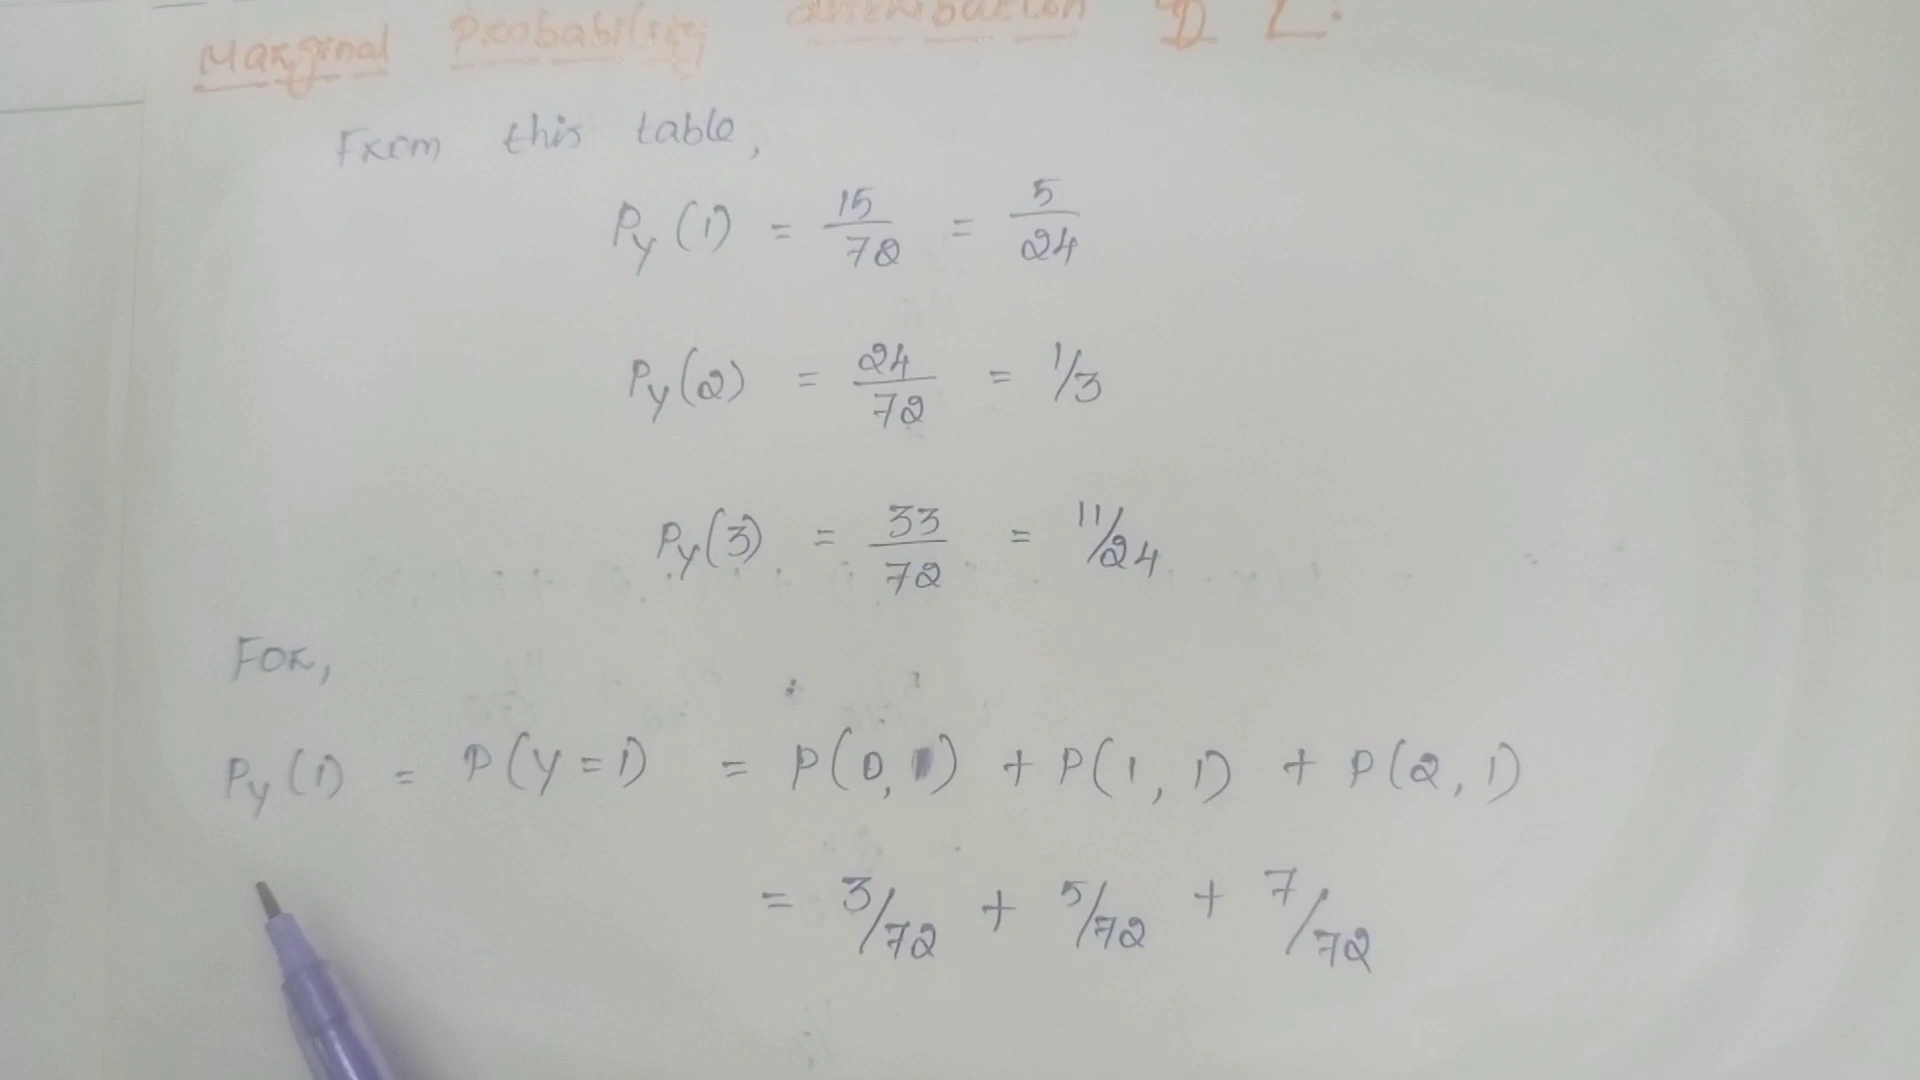 Marginal Probability distribution
From this table,
Py(1) = 15/72 = 5/24
Py(2) = 24/72 = 1/3
Py(3) = 33/72 = 11/24
For,
Py(1) = P(y=1) = P(0,1) + P(1,1) + P(2,1)
= 3/72 + 5/72 + 7/72